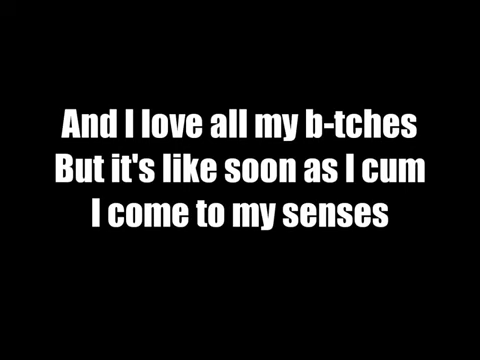 And I love all my b-tches
But it's like soon as I cum
I come to my senses